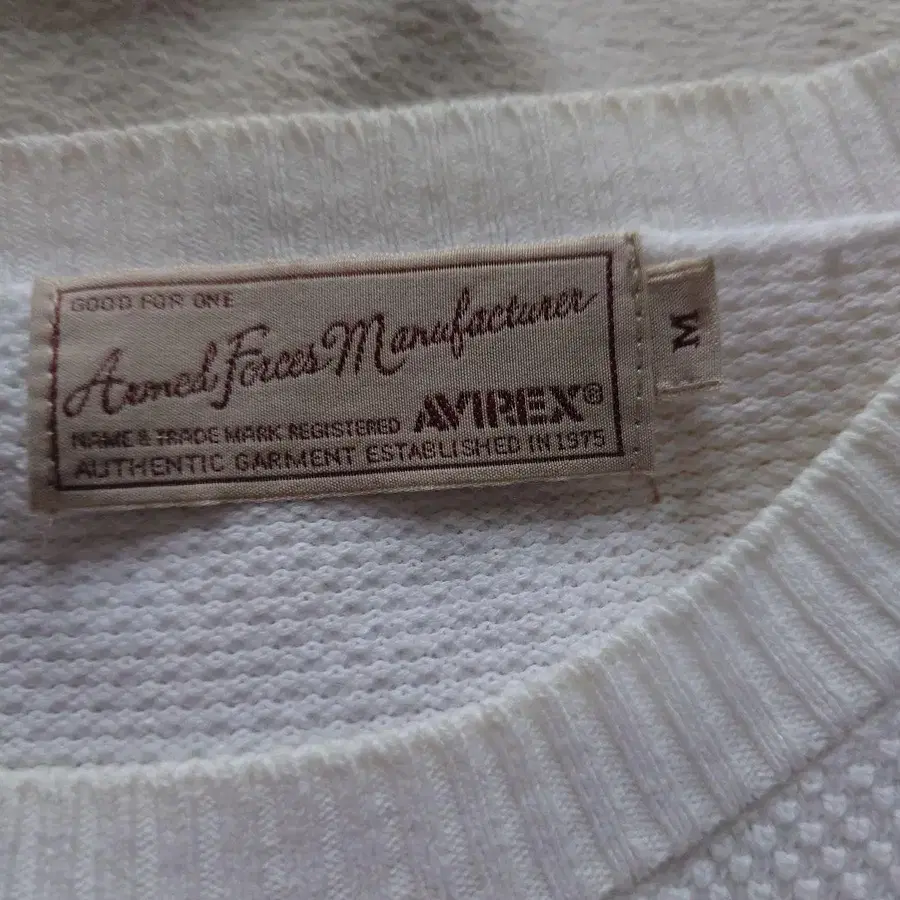 GOOD FOR ONE
Armed Forces Manufacturer
NAME & TRADE MARK REGISTERED AVIREX®
AUTHENTIC GARMENT ESTABLISHED IN 1975
M